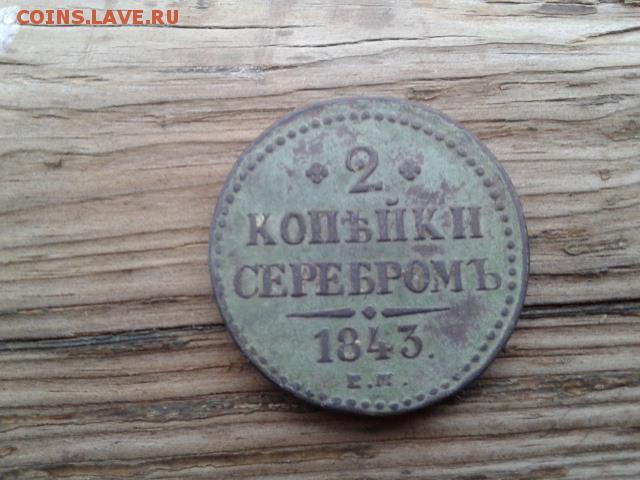 COINS.LAVE.RU
2
КОПѢЙКИ
СЕРЕБРОМЪ
1843.
Е.М.